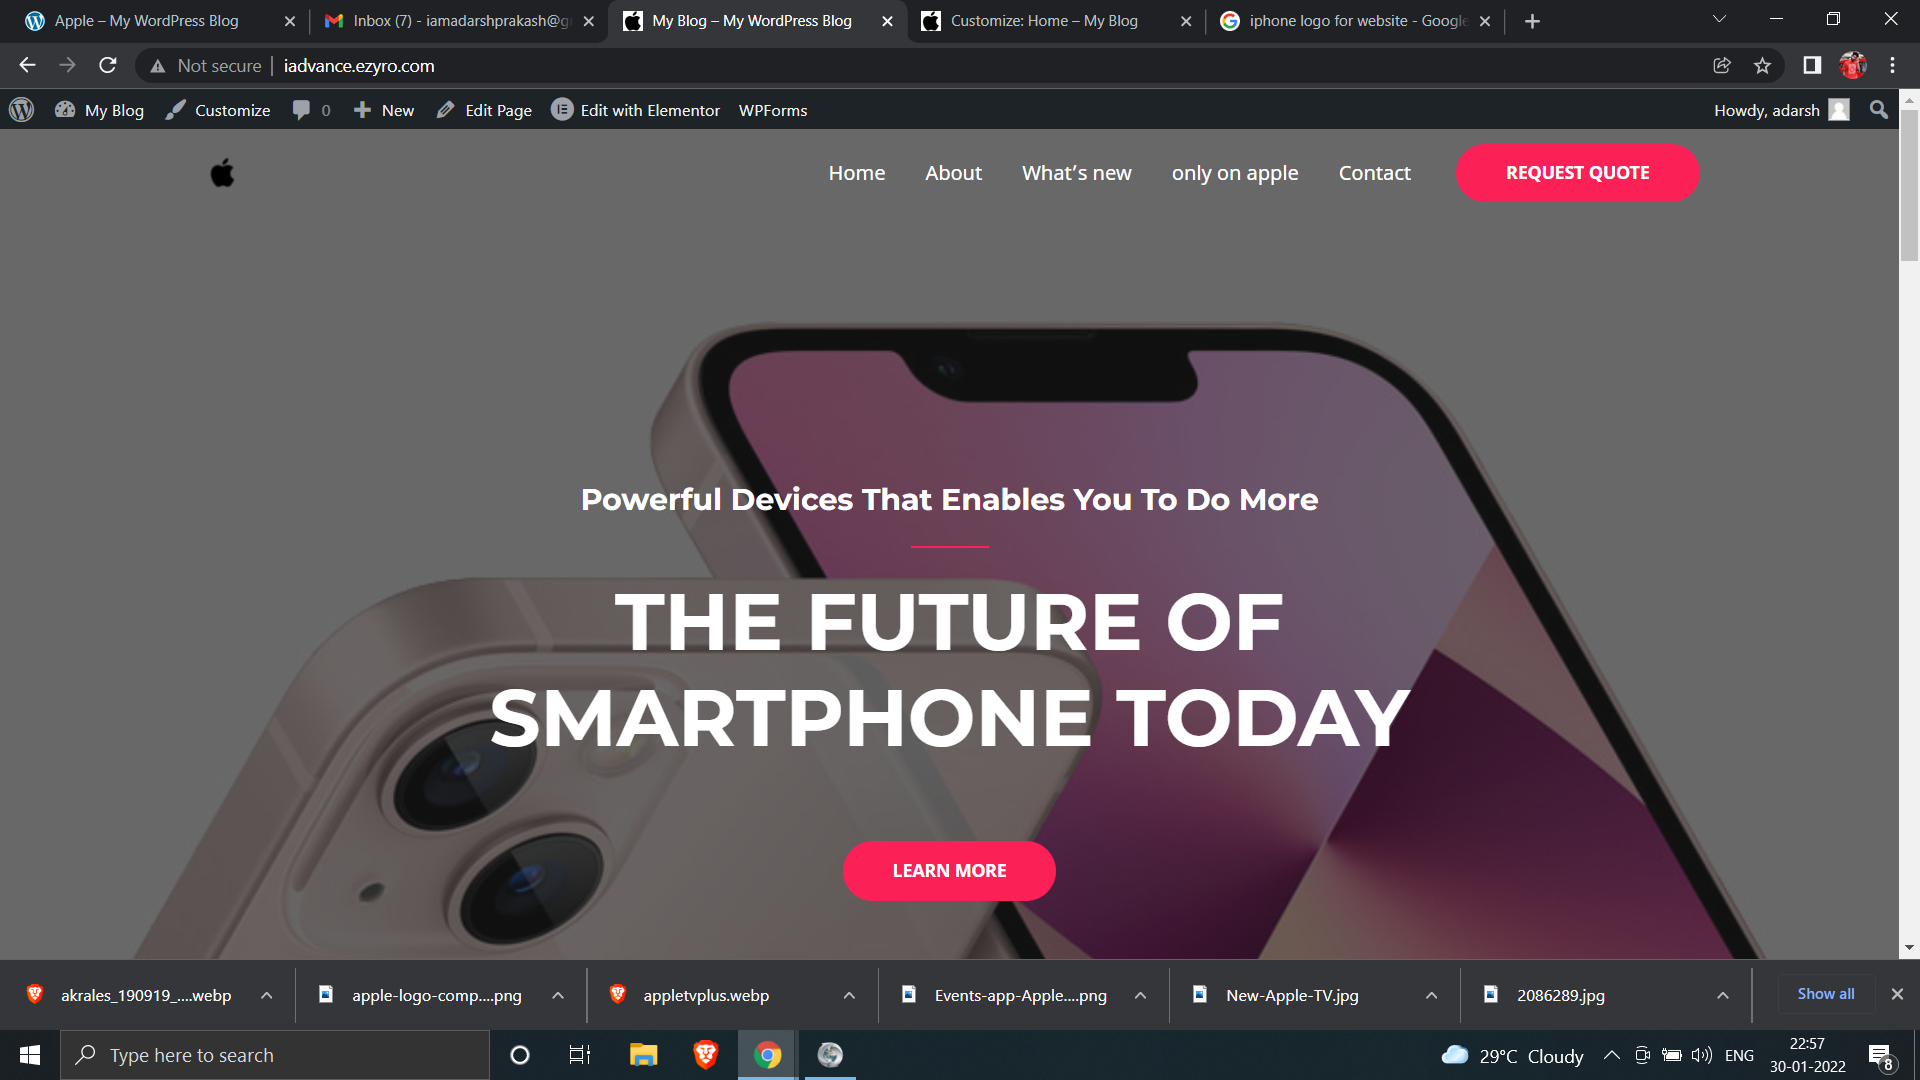 Apple – My WordPress Blog
Inbox (7) - iamadarshprakash@g
My Blog – My WordPress Blog
Customize: Home – My Blog
iphone logo for website - Google
Not secure
iadvance.ezyro.com
My Blog
Customize
0
New
Edit Page
Edit with Elementor
WPForms
Howdy, adarsh
Home
About
What's new
only on apple
Contact
REQUEST QUOTE
Powerful Devices That Enables You To Do More
THE FUTURE OF
SMARTPHONE TODAY
LEARN MORE
akrales_190919_....webp
apple-logo-comp....png
appletvplus.webp
Events-app-Apple....png
New-Apple-TV.jpg
2086289.jpg
Show all
Type here to search
29°C Cloudy
ENG
22:57
30-01-2022
8